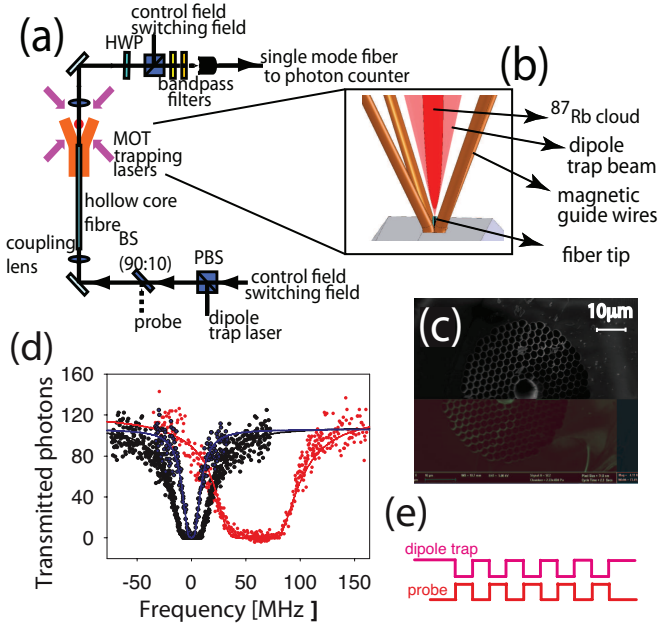 (a)
control field
switching field
HWP
single mode fiber
to photon counter
bandpass
filters
MOT
trapping
lasers
hollow core
fibre
coupling
lens
BS
(90:10)
PBS
control field
switching field
probe
dipole
trap laser
(b)
87Rb cloud
dipole
trap beam
magnetic
guide wires
fiber tip
(c)
10µm
(d)
Transmitted photons
160
120
80
40
0
-50
0
50
100
150
Frequency [MHz ]
(e)
dipole trap
probe